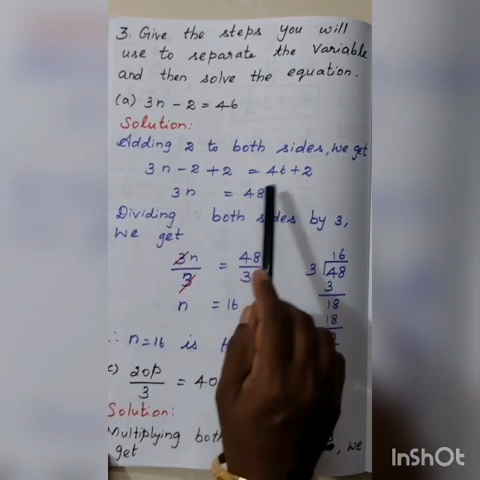 3. Give the steps you will
use to separate the variable
and then solve the equation.
(a) 3n - 2 = 46
Solution:
Adding 2 to both sides, we get
3n - 2 + 2 = 46 + 2
3n = 48
Dividing both sides by 3,
we get
3n/3 = 48/3
n = 16
16
3 48
3
18
18
∴ n = 16 is
c) 20p/3 = 40
Solution:
Multiplying both
we
get
InShOt